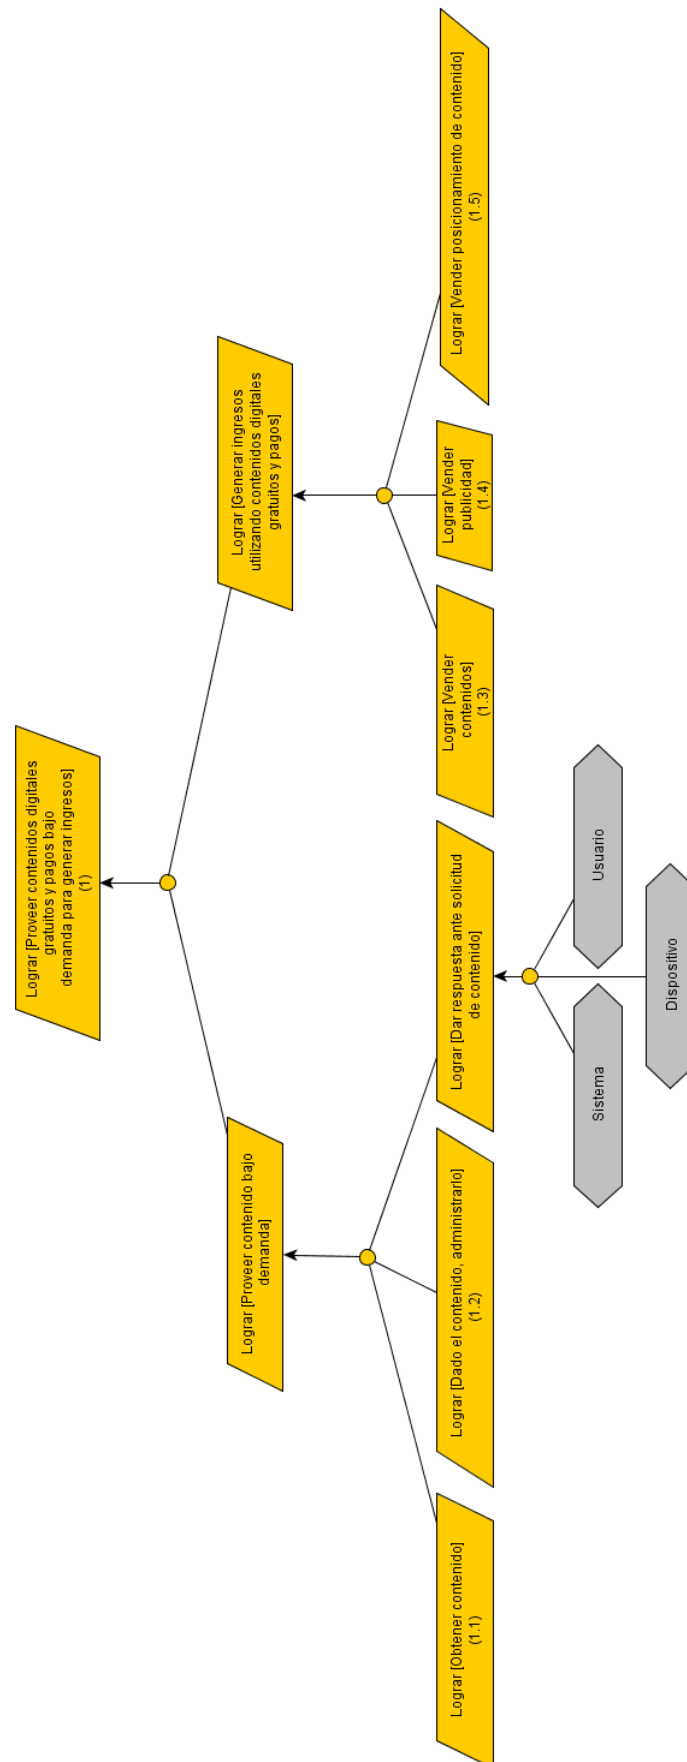 Lograr [Proveer contenidos digitales
gratuitos y pagos bajo
demanda para generar ingresos]
(1)
Lograr [Proveer contenido bajo
demanda]
Lograr [Generar ingresos
utilizando contenidos digitales
gratuitos y pagos]
Lograr [Obtener contenido]
(1.1)
Lograr [Dado el contenido, administrarlo]
(1.2)
Lograr [Dar respuesta ante solicitud
de contenido]
Lograr [Vender
contenidos]
(1.3)
Lograr [Vender
publicidad]
(1.4)
Lograr [Vender posicionamiento de contenido]
(1.5)
Sistema
Usuario
Dispositivo